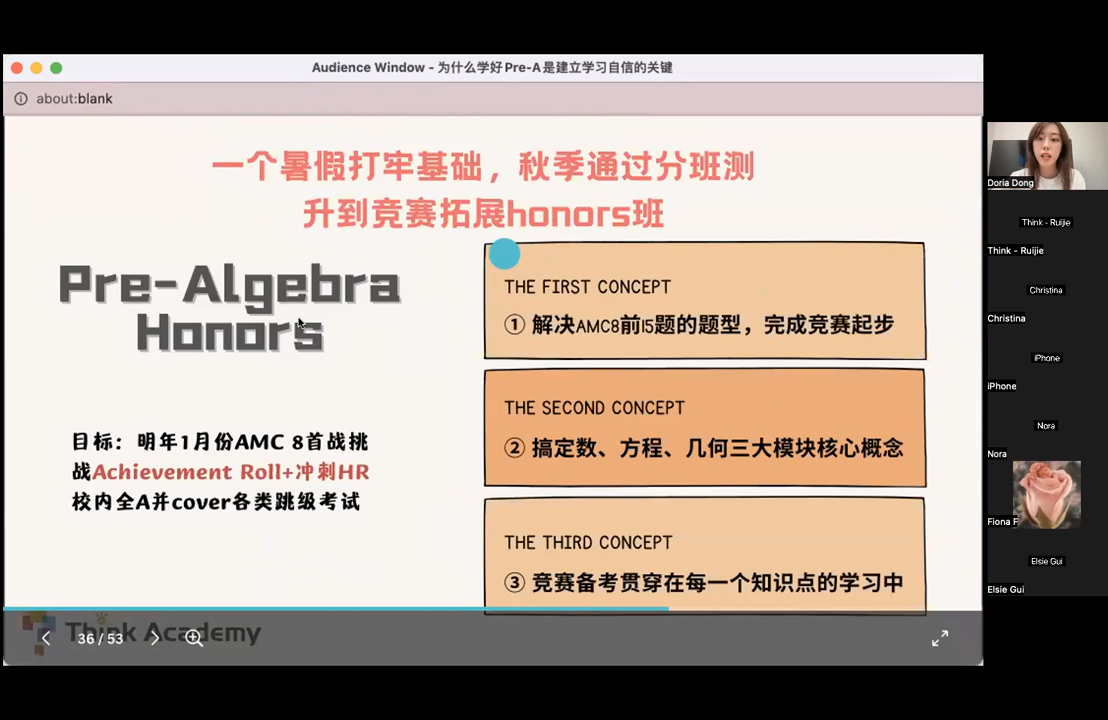 Audience Window - 为什么学好 Pre-A 是建立学习自信的关键
about:blank
一个暑假打牢基础，秋季通过分班测
升到竞赛拓展honors班
Pre-Algebra
Honors
目标：明年1月份AMC 8首战挑
战Achievement Roll+冲刺HR
校内全A并cover各类跳级考试
THE FIRST CONCEPT
① 解决AMC8前15题的题型，完成竞赛起步
THE SECOND CONCEPT
② 搞定数、方程、几何三大模块核心概念
THE THIRD CONCEPT
③ 竞赛备考贯穿在每一个知识点的学习中
Think Academy
36 / 53
Doria Dong
Think - Ruijie
Think - Ruijie
Christina
Christina
iPhone
iPhone
Nora
Nora
Fiona F
Elsie Gui
Elsie Gui